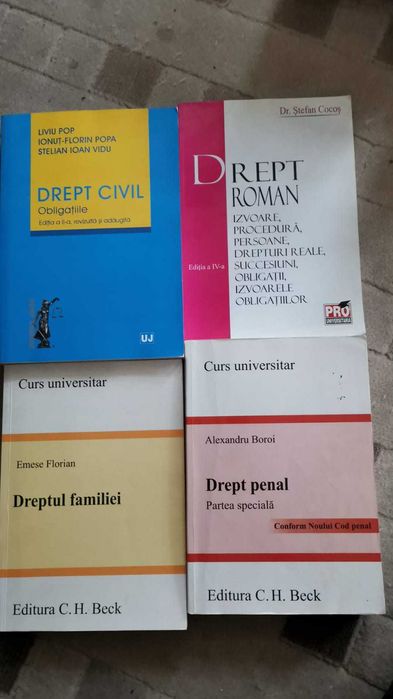 LIVIU POP
IONUȚ-FLORIN POPA
STELIAN IOAN VIDU
DREPT CIVIL
Obligațiile
Ediția a II-a, revizuită și adăugită
UJ
Dr. Ștefan Cocoș
DREPT
ROMAN
IZVOARE,
PROCEDURĂ,
PERSOANE,
DREPTURI REALE,
SUCCESIUNI,
OBLIGAȚII,
IZVOARELE
OBLIGAȚIILOR
Ediția a IV-a
PRO
UNIVERSITARIA
Curs universitar
Emese Florian
Dreptul familiei
Editura C. H. Beck
Curs universitar
Alexandru Boroi
Drept penal
Partea specială
Conform Noului Cod penal
Editura C. H. Beck